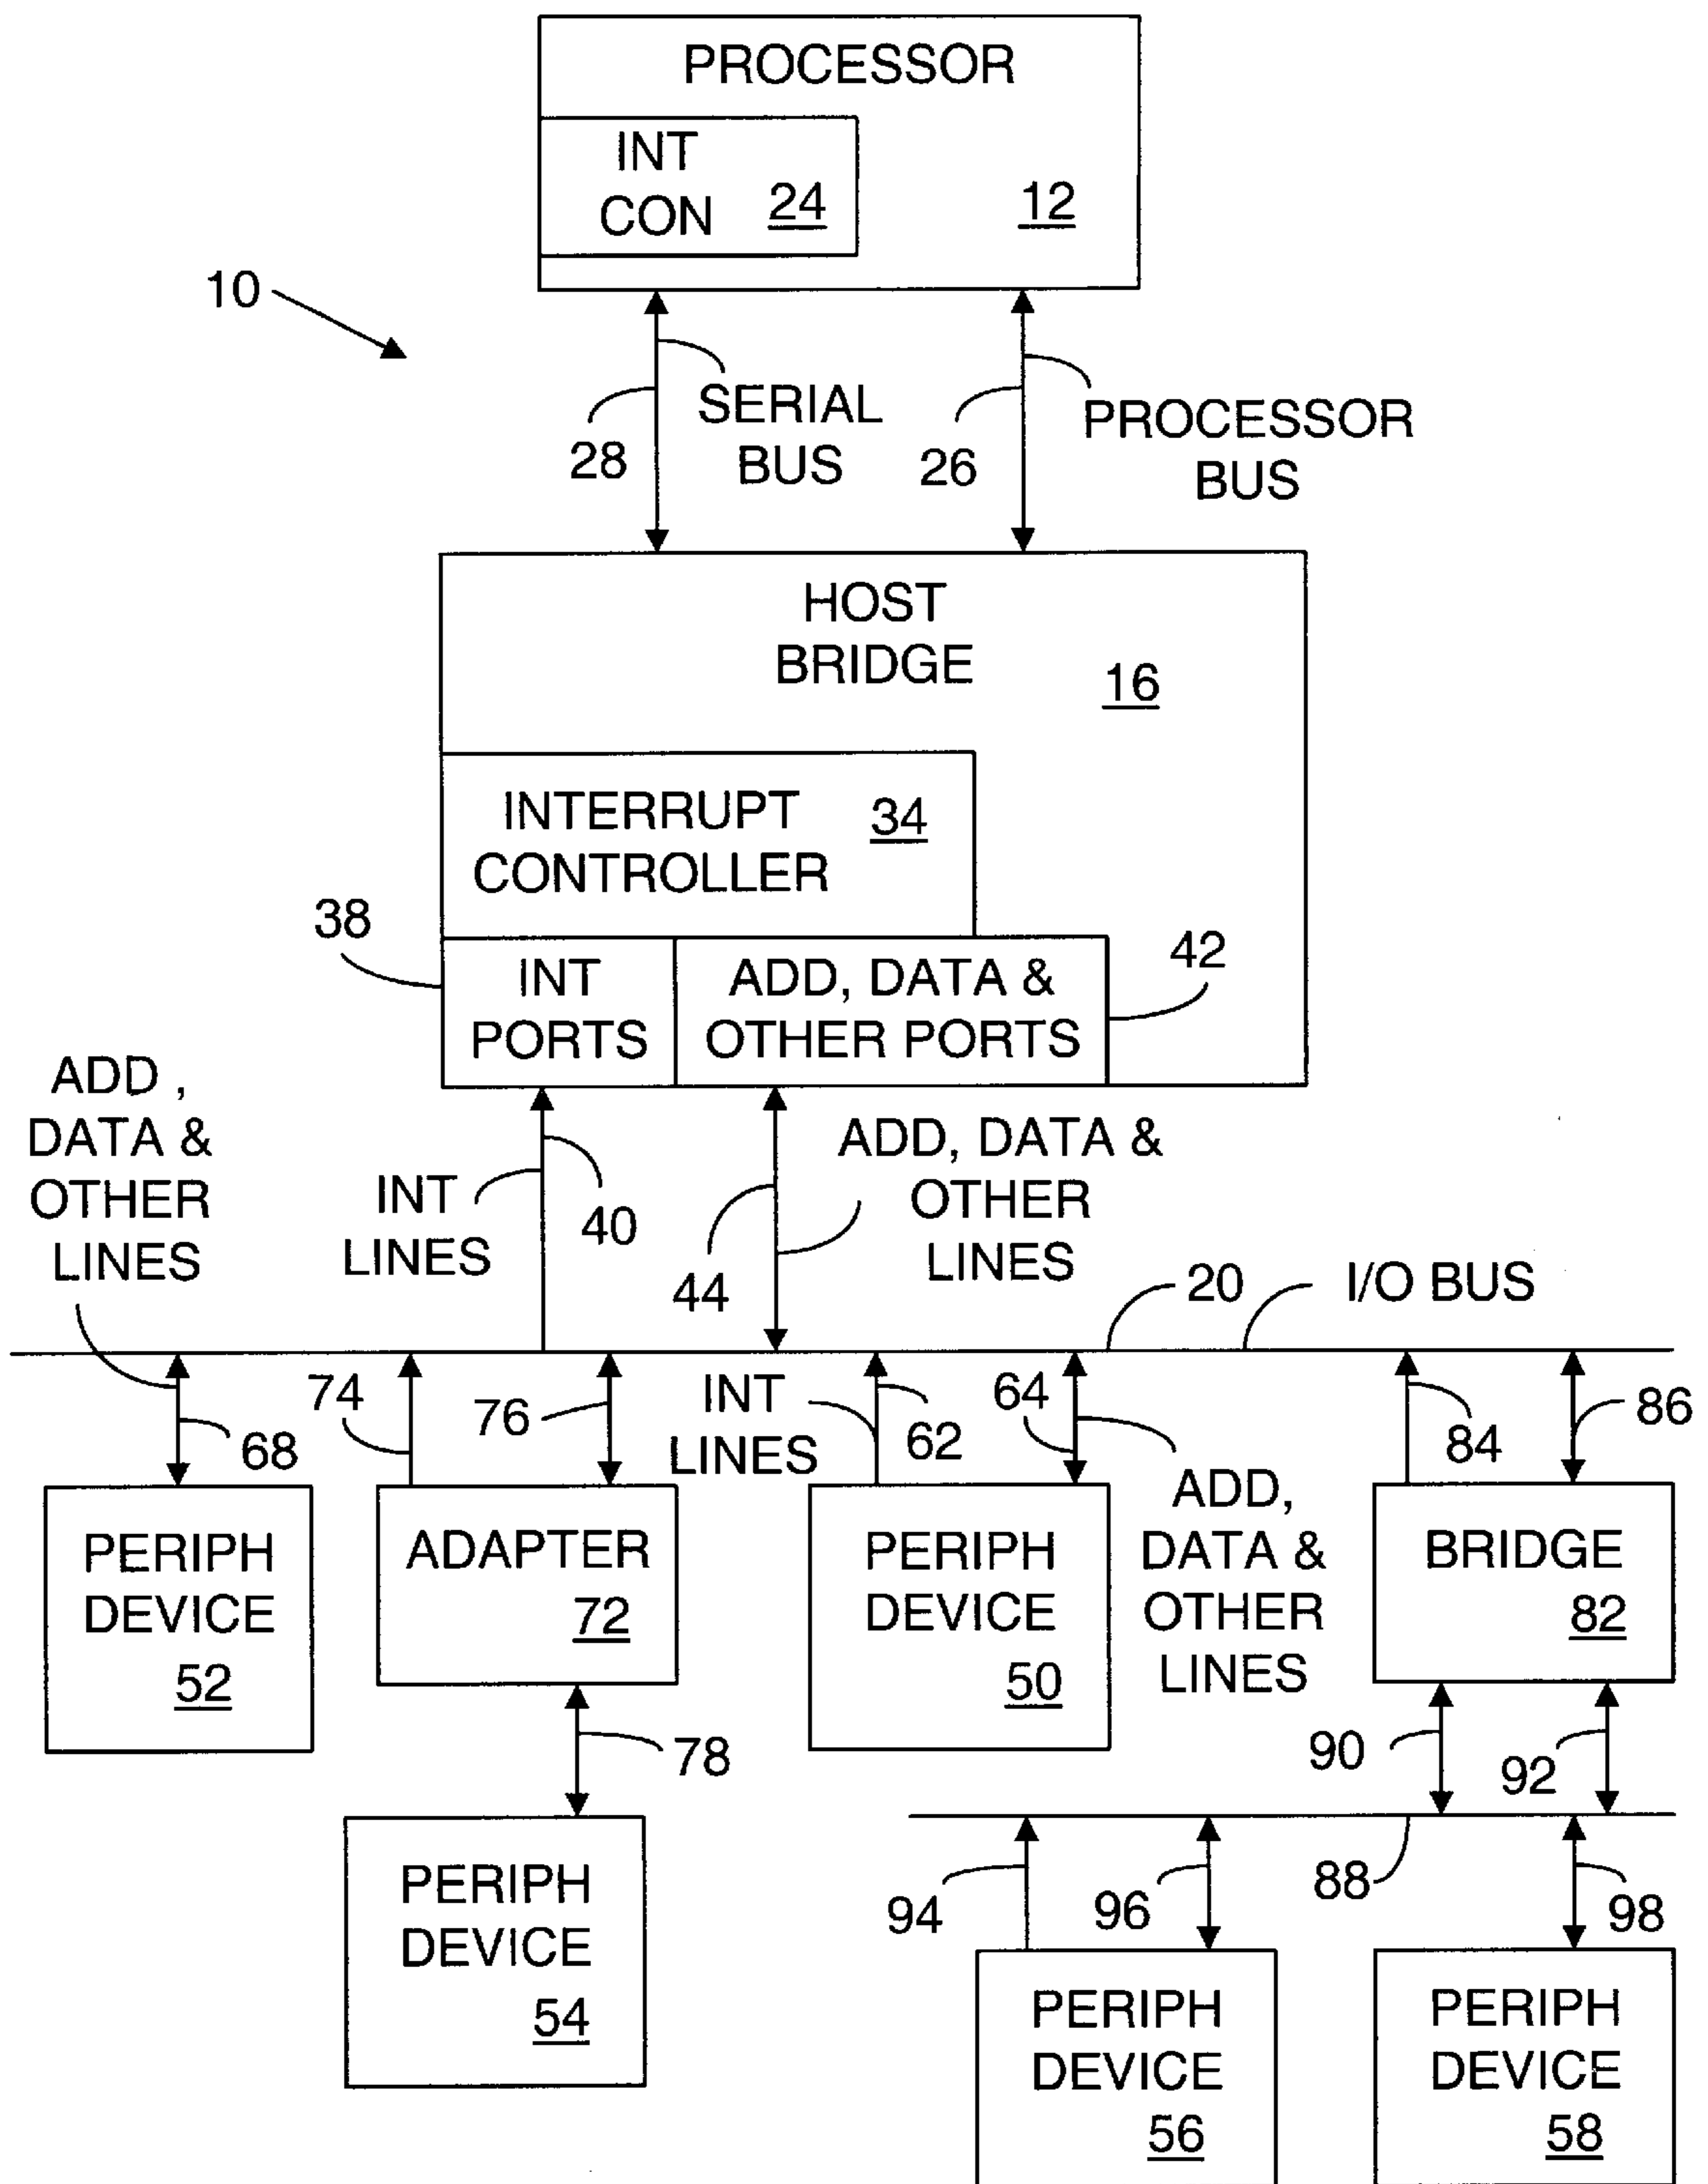 PROCESSOR
INT
CON
24
12
10
SERIAL
BUS
28
26
PROCESSOR
BUS
HOST
BRIDGE
16
INTERRUPT
CONTROLLER
34
38
INT
PORTS
ADD, DATA &
OTHER PORTS
42
ADD ,
DATA &
OTHER
LINES
INT
LINES
40
44
ADD, DATA &
OTHER
LINES
20
I/O BUS
68
74
76
INT
LINES
62
64
ADD,
DATA &
OTHER
LINES
84
86
PERIPH
DEVICE
52
ADAPTER
72
PERIPH
DEVICE
50
BRIDGE
82
78
90
92
PERIPH
DEVICE
54
94
96
88
98
PERIPH
DEVICE
56
PERIPH
DEVICE
58